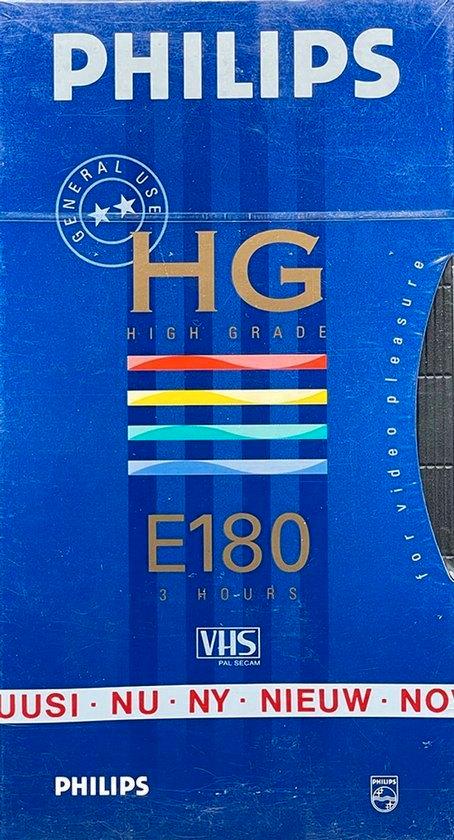 PHILIPS
GENERAL USE
HG
HIGH GRADE
for video pleasure
E180
3 HOURS
VHS
PAL SECAM
UUSI · NU · NY · NIEUW ·
PHILIPS
PHILIPS